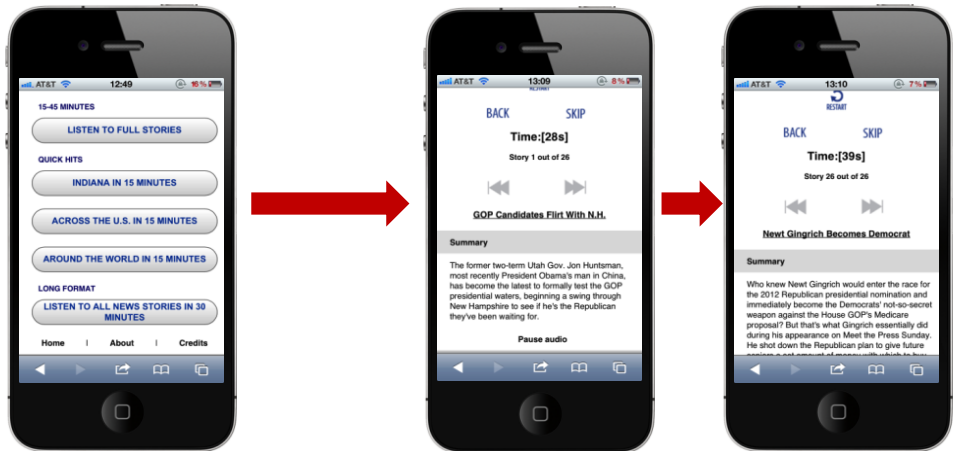 AT&T 12:49 16%
15-45 MINUTES
LISTEN TO FULL STORIES
QUICK HITS
INDIANA IN 15 MINUTES
ACROSS THE U.S. IN 15 MINUTES
AROUND THE WORLD IN 15 MINUTES
LONG FORMAT
LISTEN TO ALL NEWS STORIES IN 30
MINUTES
Home | About | Credits
AT&T 13:09 8%
RESTART
BACK SKIP
Time:[28s]
Story 1 out of 26
GOP Candidates Flirt With N.H.
Summary
The former two-term Utah Gov. Jon Huntsman,
most recently President Obama's man in China,
has become the latest to formally test the GOP
presidential waters, beginning a swing through
New Hampshire to see if he's the Republican
they've been waiting for.
Pause audio
AT&T 13:10 7%
RESTART
BACK SKIP
Time:[39s]
Story 26 out of 26
Newt Gingrich Becomes Democrat
Summary
Who knew Newt Gingrich would enter the race for
the 2012 Republican presidential nomination and
immediately become the Democrats' not-so-secret
weapon against the House GOP's Medicare
proposal? But that's what Gingrich essentially did
during his appearance on Meet the Press Sunday.
He shot down the Republican plan to give future
seniors a set amount of money with which to buy